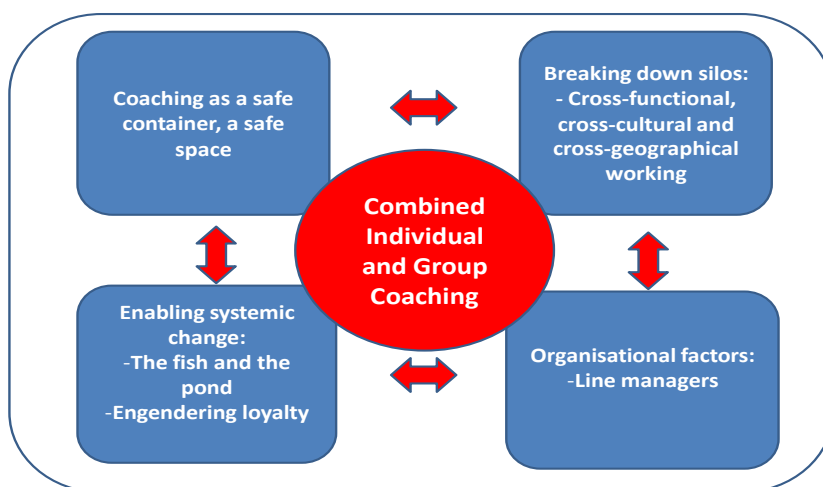 Coaching as a safe
container, a safe
space
Breaking down silos:
- Cross-functional,
cross-cultural and
cross-geographical
working
Combined
Individual
and Group
Coaching
Enabling systemic
change:
-The fish and the
pond
-Engendering loyalty
Organisational factors:
-Line managers